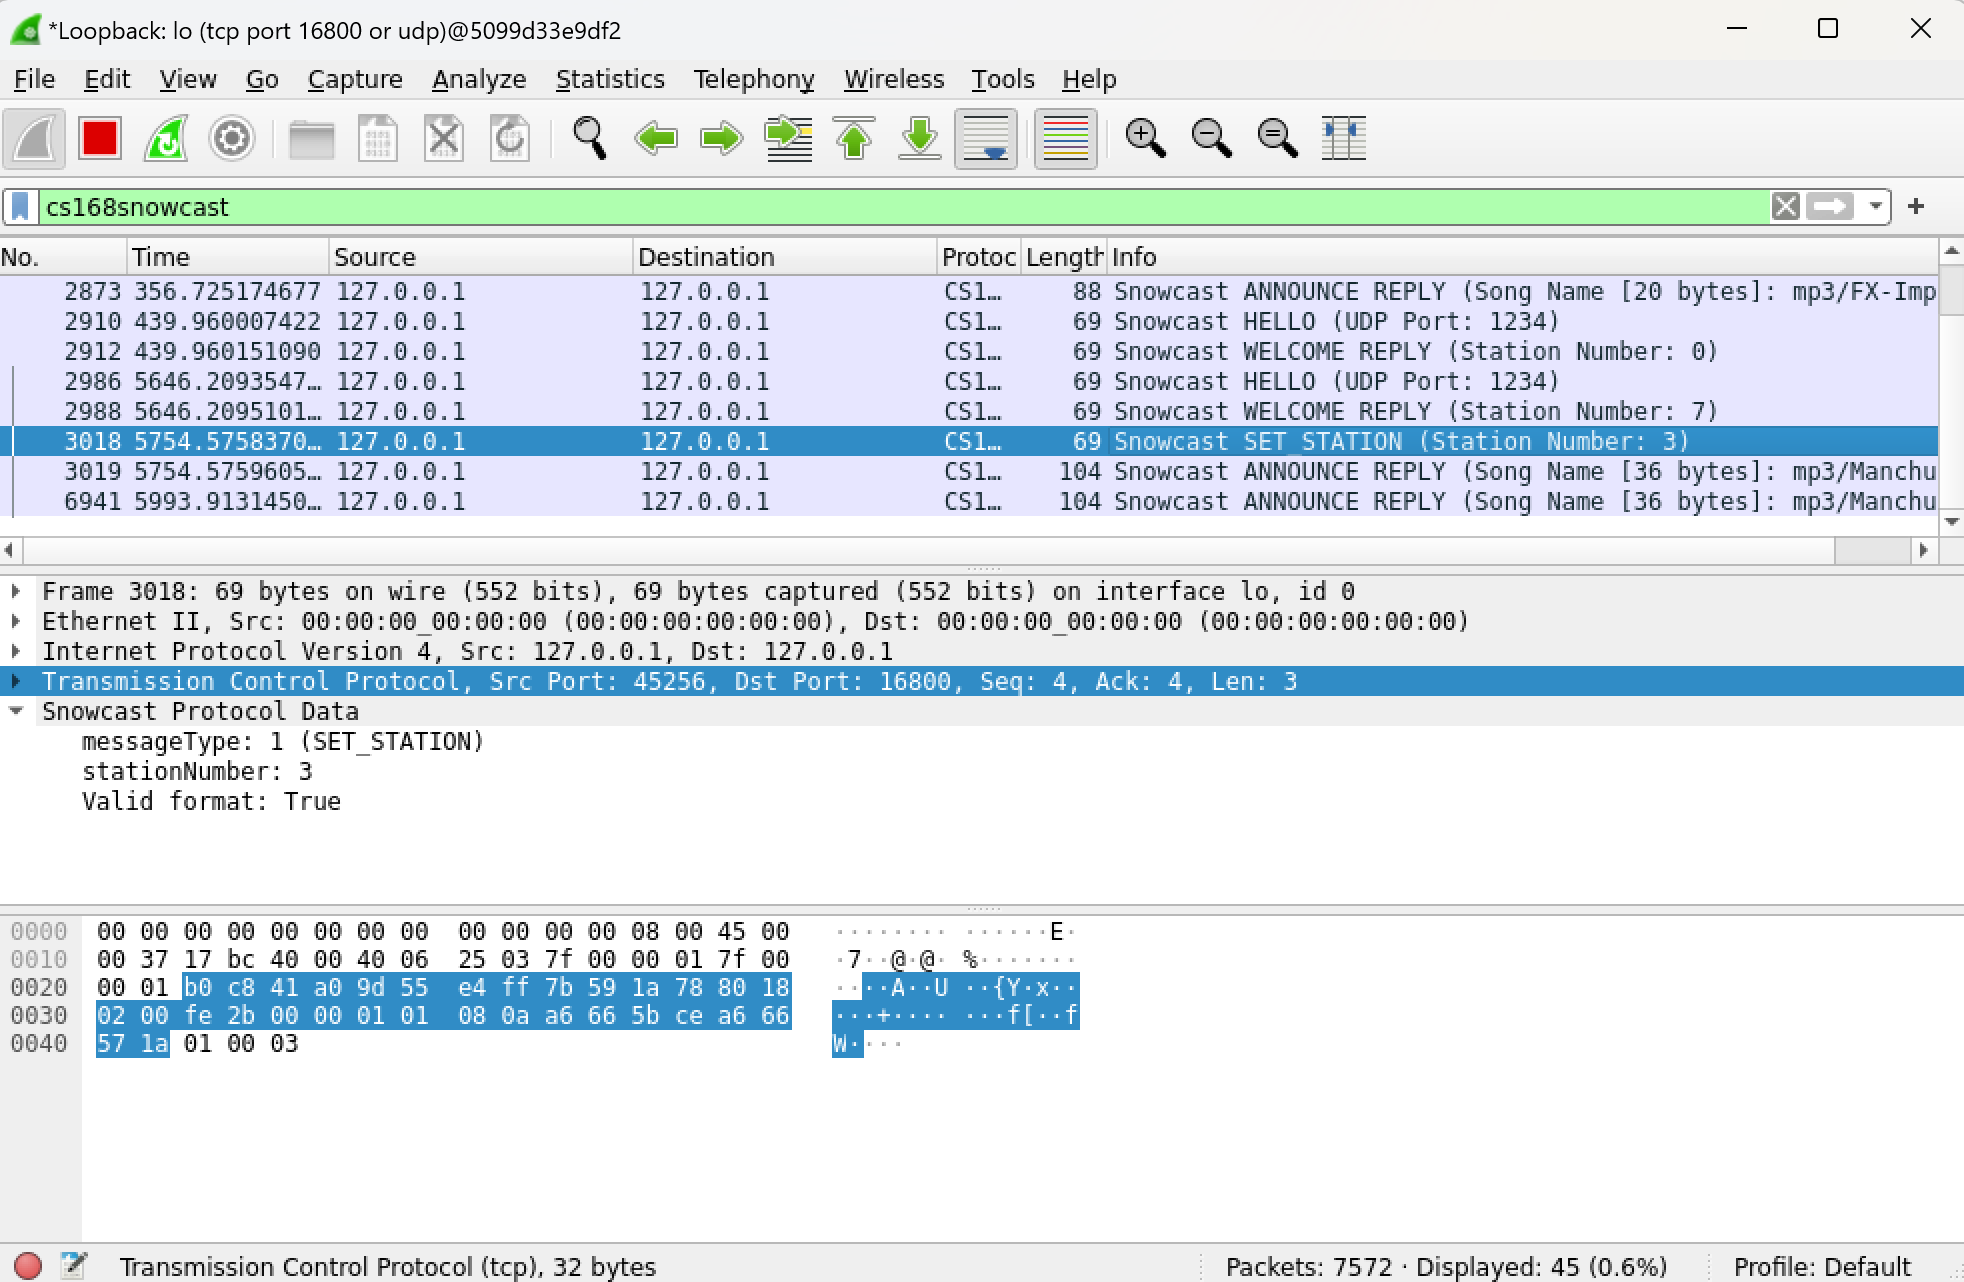 *Loopback: lo (tcp port 16800 or udp)@5099d33e9df2
File Edit View Go Capture Analyze Statistics Telephony Wireless Tools Help
cs168snowcast
No. Time Source Destination Protoc Length Info
2873 356.725174677 127.0.0.1 127.0.0.1 CS1… 88 Snowcast ANNOUNCE REPLY (Song Name [20 bytes]: mp3/FX-Imp
2910 439.960007422 127.0.0.1 127.0.0.1 CS1… 69 Snowcast HELLO (UDP Port: 1234)
2912 439.960151090 127.0.0.1 127.0.0.1 CS1… 69 Snowcast WELCOME REPLY (Station Number: 0)
2986 5646.2093547… 127.0.0.1 127.0.0.1 CS1… 69 Snowcast HELLO (UDP Port: 1234)
2988 5646.2095101… 127.0.0.1 127.0.0.1 CS1… 69 Snowcast WELCOME REPLY (Station Number: 7)
3018 5754.5758370… 127.0.0.1 127.0.0.1 CS1… 69 Snowcast SET_STATION (Station Number: 3)
3019 5754.5759605… 127.0.0.1 127.0.0.1 CS1… 104 Snowcast ANNOUNCE REPLY (Song Name [36 bytes]: mp3/Manchu
6941 5993.9131450… 127.0.0.1 127.0.0.1 CS1… 104 Snowcast ANNOUNCE REPLY (Song Name [36 bytes]: mp3/Manchu
Frame 3018: 69 bytes on wire (552 bits), 69 bytes captured (552 bits) on interface lo, id 0
Ethernet II, Src: 00:00:00_00:00:00 (00:00:00:00:00:00), Dst: 00:00:00_00:00:00 (00:00:00:00:00:00)
Internet Protocol Version 4, Src: 127.0.0.1, Dst: 127.0.0.1
Transmission Control Protocol, Src Port: 45256, Dst Port: 16800, Seq: 4, Ack: 4, Len: 3
Snowcast Protocol Data
messageType: 1 (SET_STATION)
stationNumber: 3
Valid format: True
0000 00 00 00 00 00 00 00 00 00 00 00 00 08 00 45 00 ········ ······E·
0010 00 37 17 bc 40 00 40 06 25 03 7f 00 00 01 7f 00 ·7··@·@· %·······
0020 00 01 b0 c8 41 a0 9d 55 e4 ff 7b 59 1a 78 80 18 ····A··U ··{Y·x··
0030 02 00 fe 2b 00 00 01 01 08 0a a6 66 5b ce a6 66 ···+···· ···f[··f
0040 57 1a 01 00 03 W····
Transmission Control Protocol (tcp), 32 bytes Packets: 7572 · Displayed: 45 (0.6%) Profile: Default